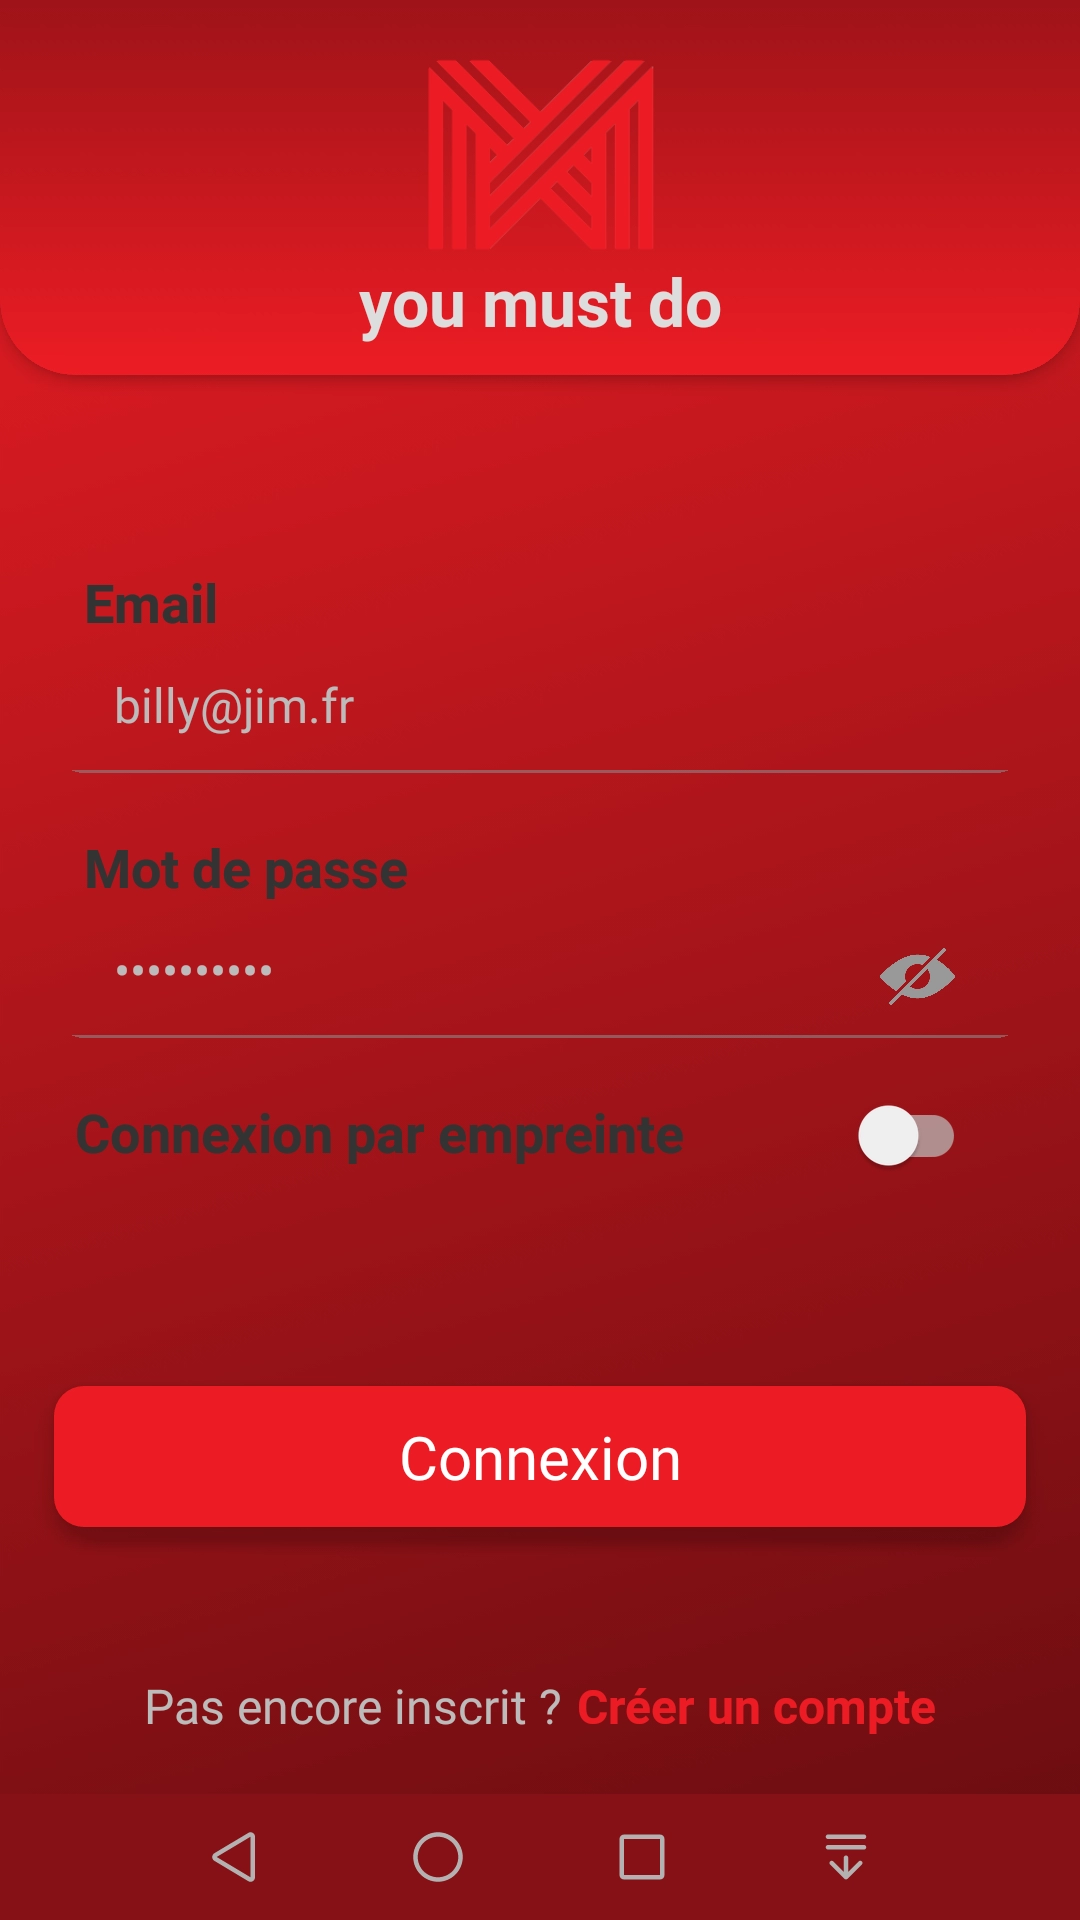 you must do
Email
billy@jim.fr
Mot de passe
••••••••••
Connexion par empreinte
Connexion
Pas encore inscrit ? Créer un compte